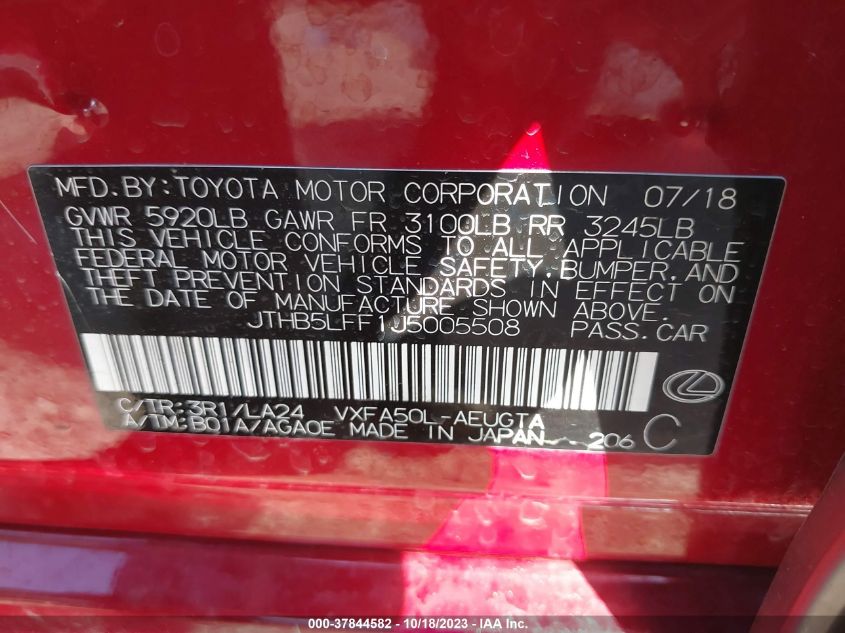 MFD.BY:TOYOTA MOTOR CORPORATION 07/18
GVWR 5920LB GAWR FR 3100LB RR 3245LB
THIS VEHICLE CONFORMS TO ALL APPLICABLE
FEDERAL MOTOR VEHICLE SAFETY,BUMPER,AND
THEFT PREVENTION STANDARDS IN EFFECT ON
THE DATE OF MANUFACTURE SHOWN ABOVE.
JTHB5LFF1J5005508 PASS.CAR
C/TR:3R1/LA24 VXFA50L-AEUGTA
A/TM:B01A/AGA0E MADE IN JAPAN 206 C
000-37844582 - 10/18/2023 - IAA Inc.